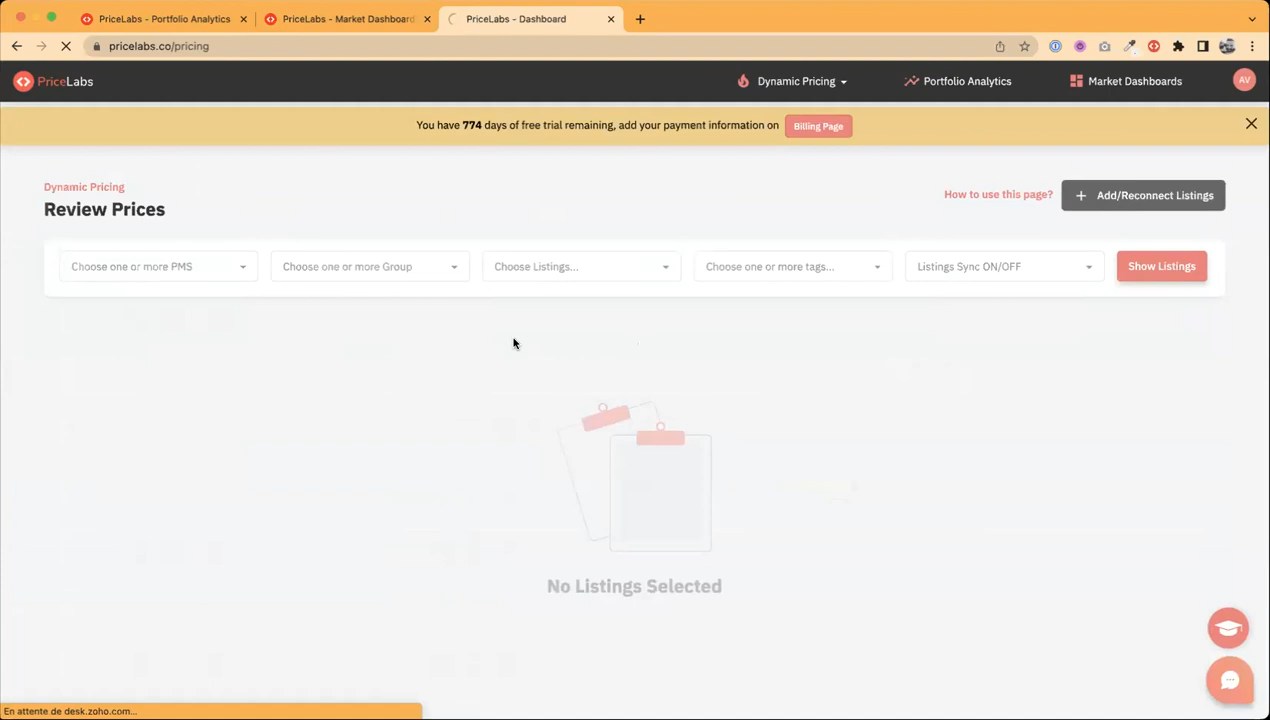 PriceLabs - Portfolio Analytics
PriceLabs - Market Dashboard
PriceLabs - Dashboard
pricelabs.co/pricing
PriceLabs
Dynamic Pricing
Portfolio Analytics
Market Dashboards
AV
You have 774 days of free trial remaining, add your payment information on Billing Page
Dynamic Pricing
Review Prices
How to use this page?
+ Add/Reconnect Listings
Choose one or more PMS
Choose one or more Group
Choose Listings...
Choose one or more tags...
Listings Sync ON/OFF
Show Listings
No Listings Selected
En attente de desk.zoho.com...